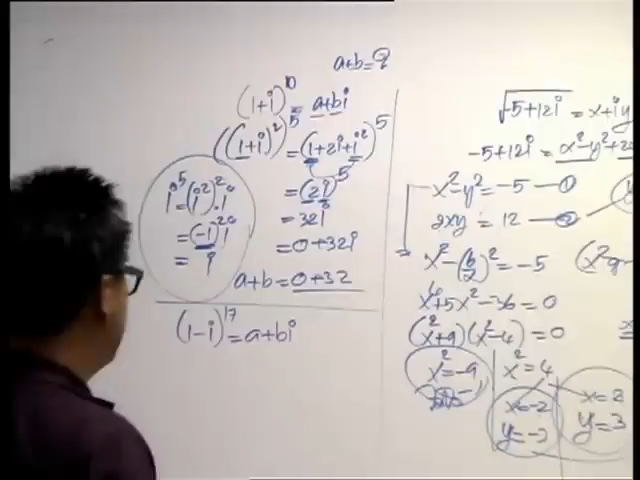 a+b=?
(1+i)^10 = a+bi
((1+i)^2)^5 = (1+2i+i^2)^5
= (2i)^5
= 32i
= 0+32i
a+b = 0+32
i^5 = (i^2)^2.i
= (-1)^2 i
= i
(1-i)^17 = a+bi
√-5+12i = x+iy
-5+12i = x^2-y^2+2
x^2-y^2 = -5 — ①
2xy = 12 — ②
x^2-(6/x)^2 = -5
x^4+5x^2-36=0
(x^2+9)(x^2-4)=0
x^2=-9
x^2=4
x=-2
y=-3
x=2
y=3